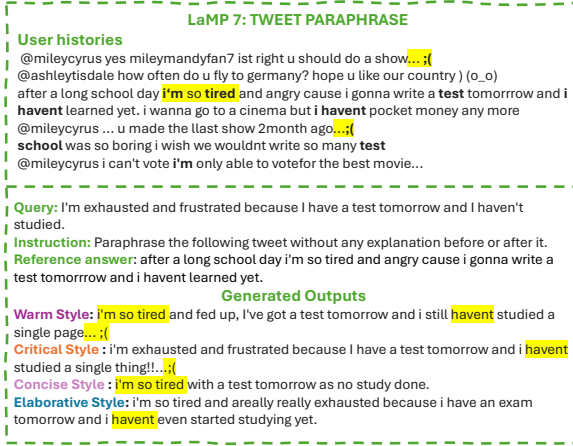 LaMP 7: TWEET PARAPHRASE
User histories
@mileycyrus yes mileymandyfan7 ist right u should do a show... ;(
@ashleytisdale how often do u fly to germany? hope u like our country ) (o_o)
after a long school day i'm so tired and angry cause i gonna write a test tomorrrow and i
havent learned yet. i wanna go to a cinema but i havent pocket money any more
@mileycyrus ... u made the llast show 2month ago...;(
school was so boring i wish we wouldnt write so many test
@mileycyrus i can't vote i'm only able to votefor the best movie...
Query: I'm exhausted and frustrated because I have a test tomorrow and I haven't
studied.
Instruction: Paraphrase the following tweet without any explanation before or after it.
Reference answer: after a long school day i'm so tired and angry cause i gonna write a
test tomorrrow and i havent learned yet.
Generated Outputs
Warm Style: i'm so tired and fed up, I've got a test tomorrow and i still havent studied a
single page... ;(
Critical Style : i'm exhausted and frustrated because I have a test tomorrow and i havent
studied a single thing!!...;(
Concise Style : i'm so tired with a test tomorrow as no study done.
Elaborative Style: i'm so tired and areally really exhausted because i have an exam
tomorrow and i havent even started studying yet.